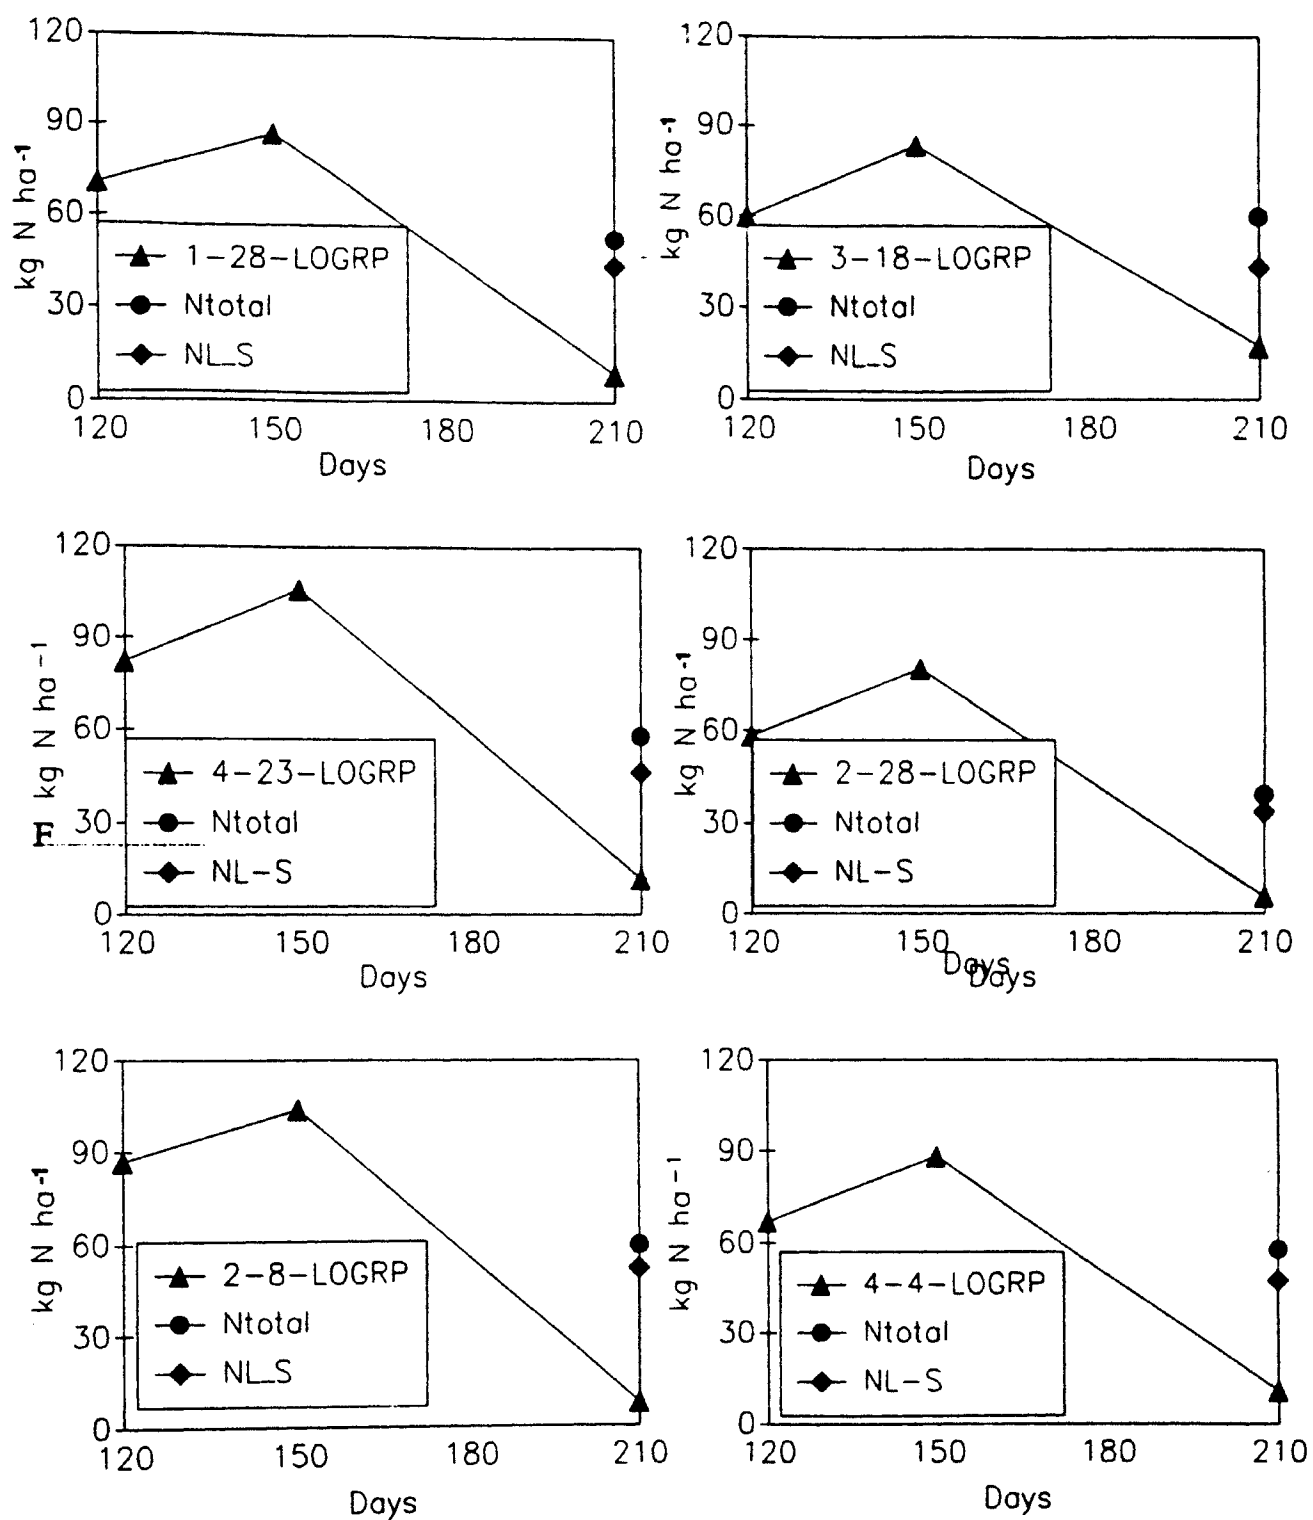 120
90
60
30
0
kg N ha-1
1-28-LOGRP
Ntotal
NL_S
120 150 180 210
Days
120
90
60
30
0
kg N ha-1
3-18-LOGRP
Ntotal
NL_S
120 150 180 210
Days
120
90
60
30
0
kg N ha-1
F
4-23-LOGRP
Ntotal
NL-S
120 150 180 210
Days
120
90
60
30
0
kg N ha-1
2-28-LOGRP
Ntotal
NL-S
120 150 180 210
Days
Days
120
90
60
30
0
kg N ha-1
2-8-LOGRP
Ntotal
NL_S
120 150 180 210
Days
120
90
60
30
0
kg N ha-1
4-4-LOGRP
Ntotal
NL-S
120 150 180 210
Days